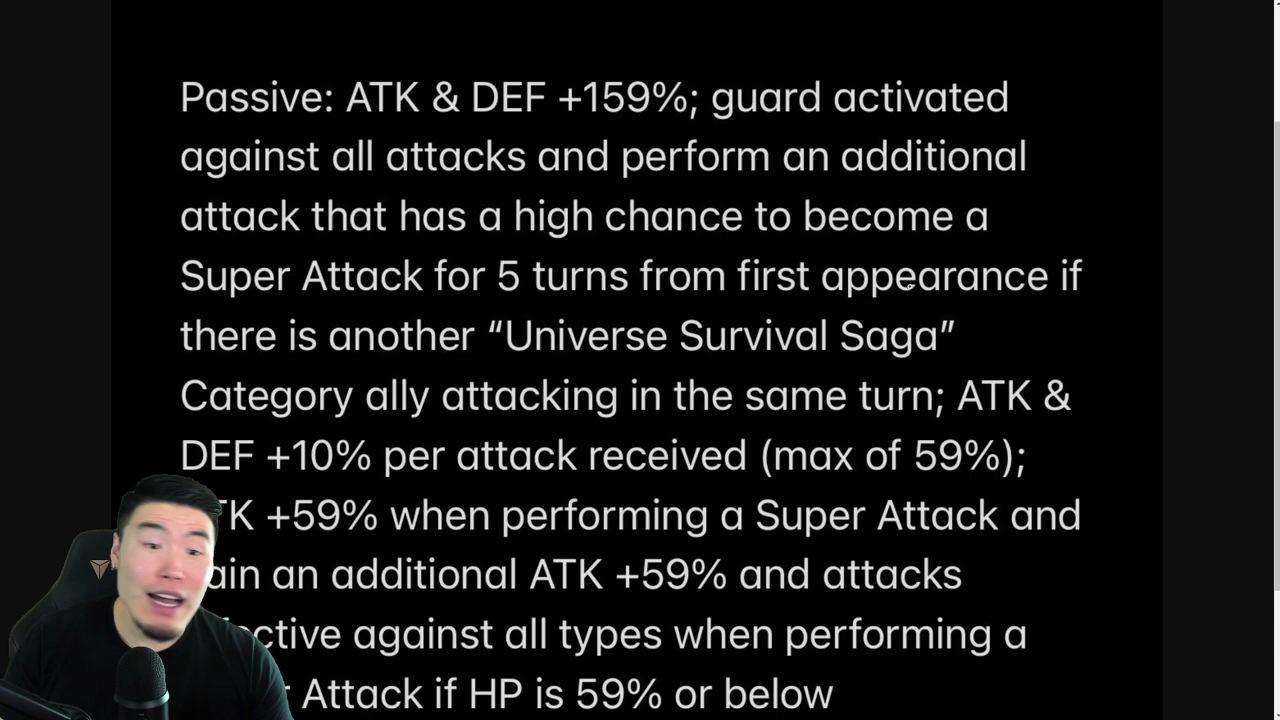 Passive: ATK & DEF +159%; guard activated
against all attacks and perform an additional
attack that has a high chance to become a
Super Attack for 5 turns from first appearance if
there is another “Universe Survival Saga”
Category ally attacking in the same turn; ATK &
DEF +10% per attack received (max of 59%);
TK +59% when performing a Super Attack and
ain an additional ATK +59% and attacks
ective against all types when performing a
Attack if HP is 59% or below